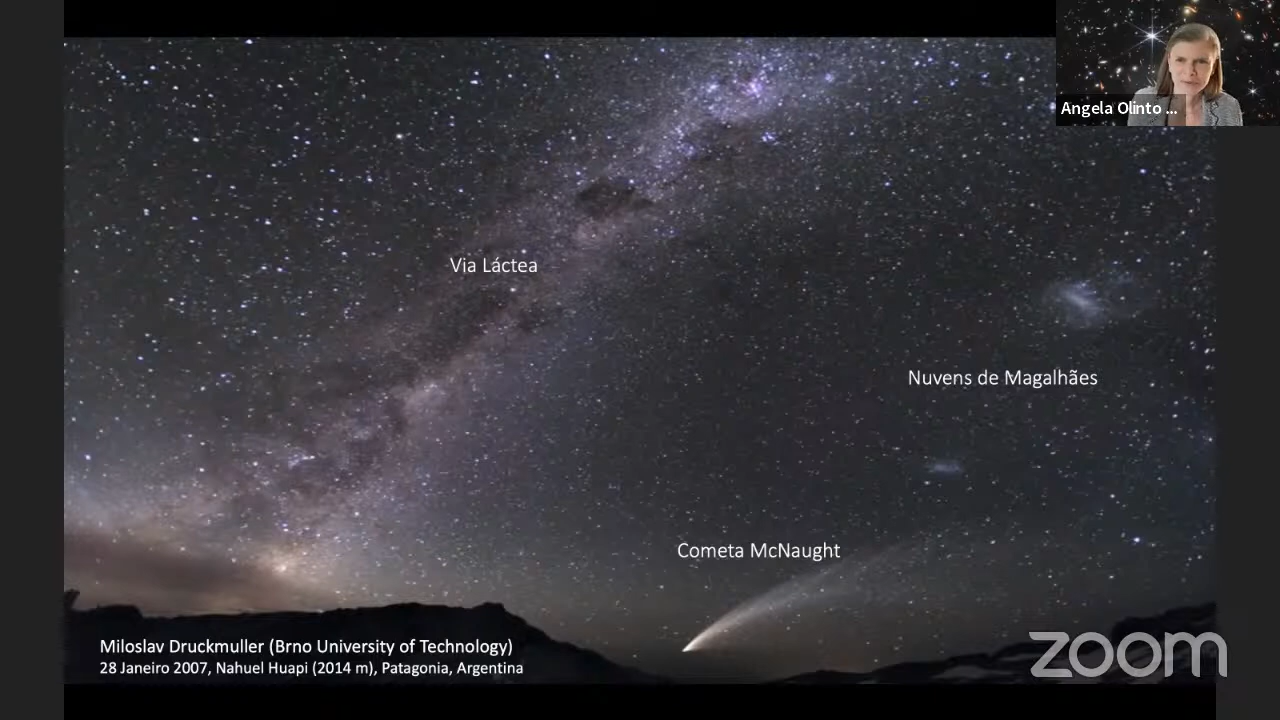 Angela Olinto ...
Via Láctea
Nuvens de Magalhães
Cometa McNaught
Miloslav Druckmuller (Brno University of Technology)
28 Janeiro 2007, Nahuel Huapi (2014 m), Patagonia, Argentina
zoom